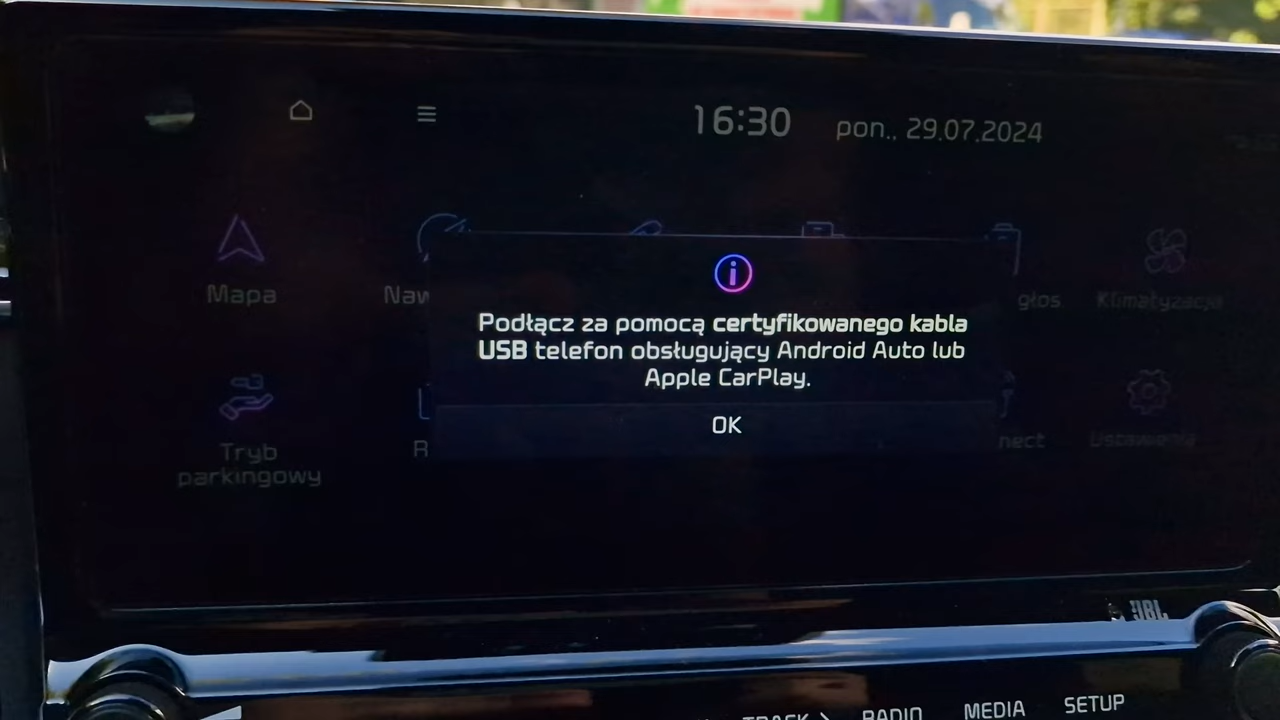 16:30 pon., 29.07.2024
Mapa
głos
Klimatyzacja
Podłącz za pomocą certyfikowanego kabla
USB telefon obsługujący Android Auto lub
Apple CarPlay.
OK
Tryb
parkingowy
Ustawienia
JBL
TRACK
RADIO
MEDIA
SETUP